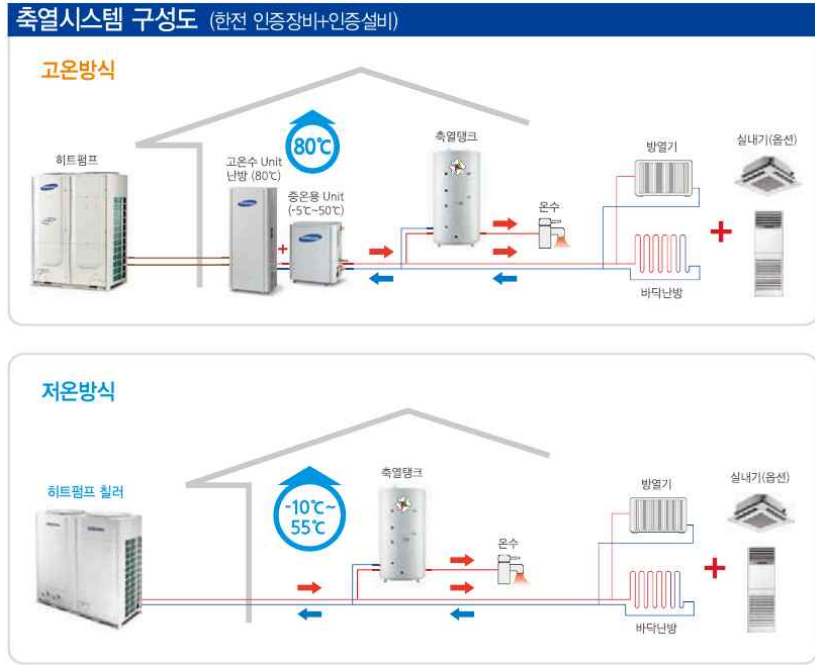 축열시스템 구성도 (한전 인증장비+인증설비)
고온방식
히트펌프
고온수 Unit
난방 (80℃)
80℃
중온용 Unit
(-5℃~50℃)
축열탱크
온수
방열기
실내기(옵션)
+
+
바닥난방
저온방식
히트펌프 칠러
-10℃~
55℃
축열탱크
온수
방열기
실내기(옵션)
+
바닥난방